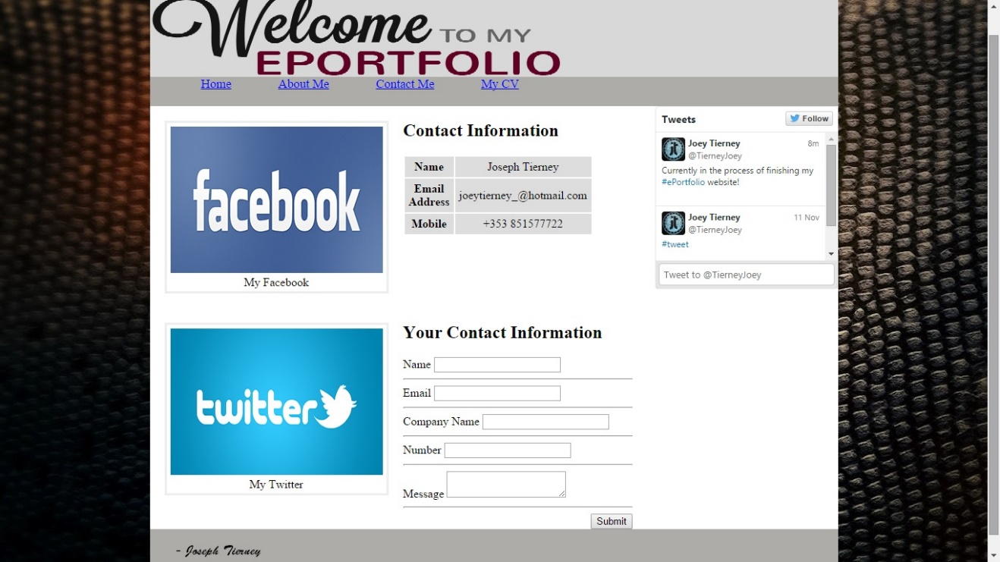 Welcome TO MY
EPORTFOLIO
Home About Me Contact Me My CV
facebook
My Facebook
Contact Information
Name Joseph Tierney
Email Address joeytierney_@hotmail.com
Mobile +353 851577722
Tweets Follow
Joey Tierney 8m
@TierneyJoey
Currently in the process of finishing my
#ePortfolio website!
Joey Tierney 11 Nov
@TierneyJoey
#tweet
Tweet to @TierneyJoey
twitter
My Twitter
Your Contact Information
Name
Email
Company Name
Number
Message
Submit
- Joseph Tierney